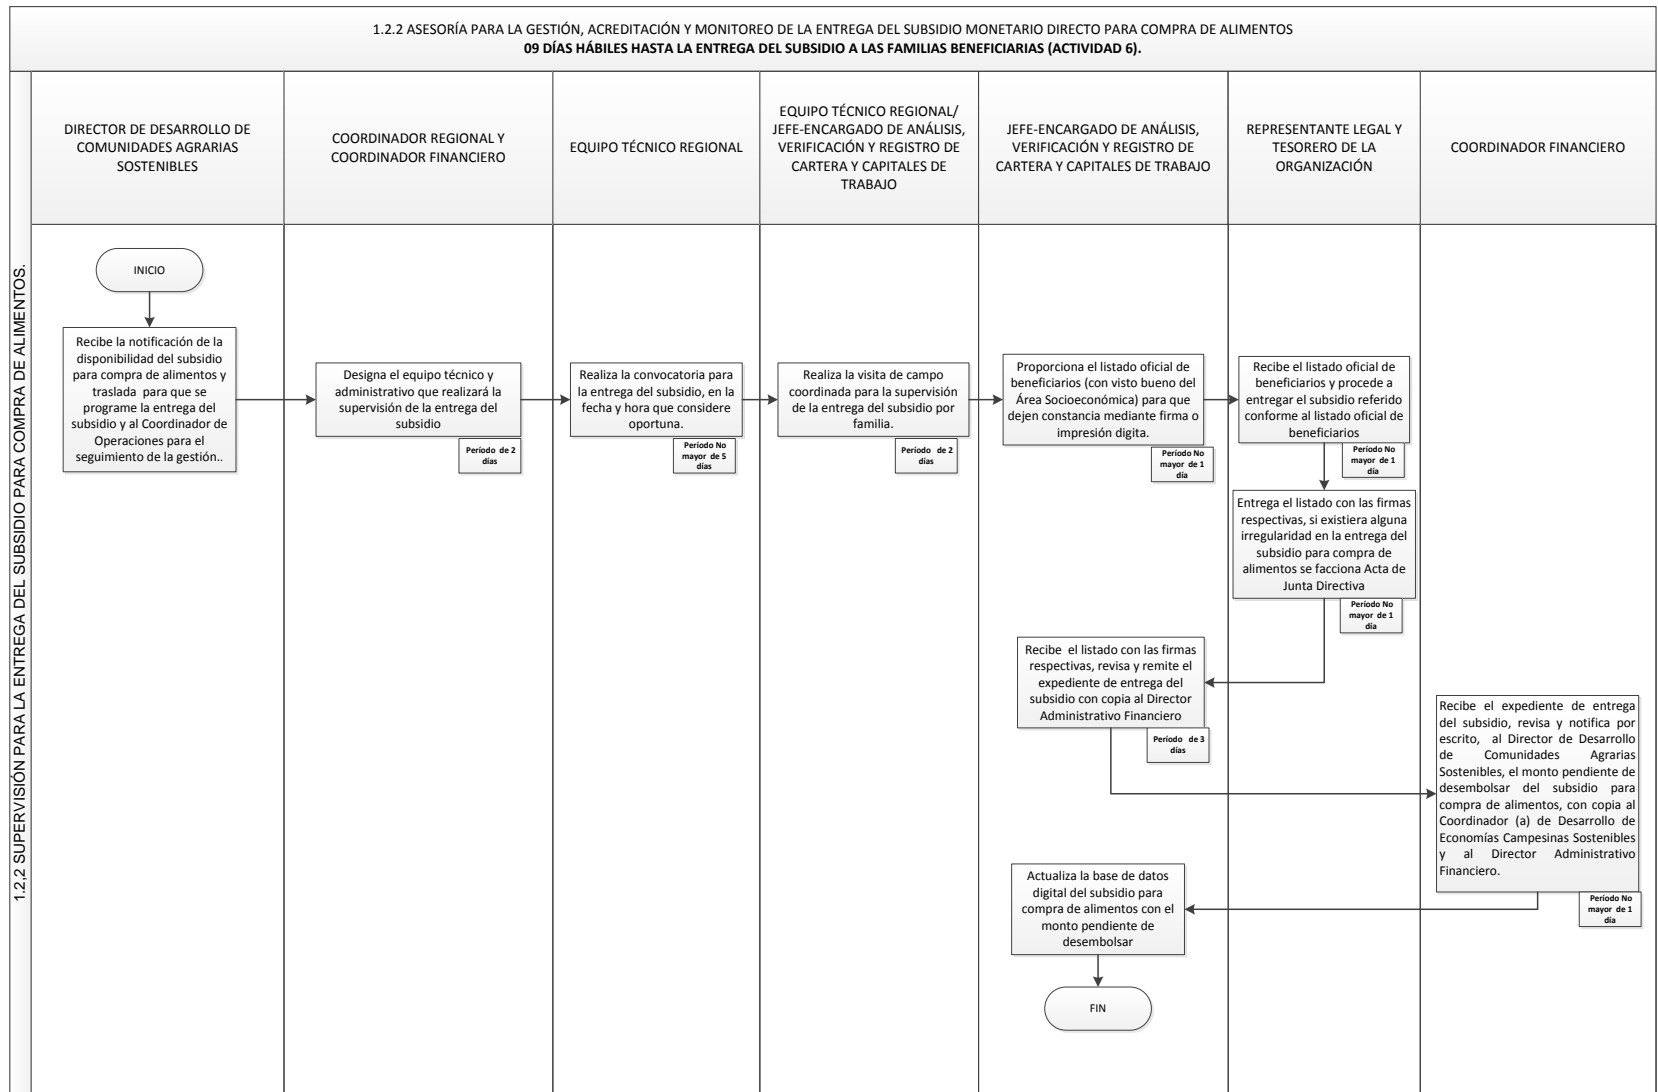 1.2.2 ASESORÍA PARA LA GESTIÓN, ACREDITACIÓN Y MONITOREO DE LA ENTREGA DEL SUBSIDIO MONETARIO DIRECTO PARA COMPRA DE ALIMENTOS
09 DÍAS HÁBILES HASTA LA ENTREGA DEL SUBSIDIO A LAS FAMILIAS BENEFICIARIAS (ACTIVIDAD 6).
1.2,2 SUPERVISIÓN PARA LA ENTREGA DEL SUBSIDIO PARA COMPRA DE ALIMENTOS.
DIRECTOR DE DESARROLLO DE
COMUNIDADES AGRARIAS
SOSTENIBLES
COORDINADOR REGIONAL Y
COORDINADOR FINANCIERO
EQUIPO TÉCNICO REGIONAL
EQUIPO TÉCNICO REGIONAL/
JEFE-ENCARGADO DE ANÁLISIS,
VERIFICACIÓN Y REGISTRO DE
CARTERA Y CAPITALES DE
TRABAJO
JEFE-ENCARGADO DE ANÁLISIS,
VERIFICACIÓN Y REGISTRO DE
CARTERA Y CAPITALES DE TRABAJO
REPRESENTANTE LEGAL Y
TESORERO DE LA
ORGANIZACIÓN
COORDINADOR FINANCIERO
INICIO
Recibe la notificación de la
disponibilidad del subsidio
para compra de alimentos y
traslada para que se
programe la entrega del
subsidio y al Coordinador de
Operaciones para el
seguimiento de la gestión..
Designa el equipo técnico y
administrativo que realizará la
supervisión de la entrega del
subsidio
Período de 2
días
Realiza la convocatoria para
la entrega del subsidio, en la
fecha y hora que considere
oportuna.
Período No
mayor de 5
días
Realiza la visita de campo
coordinada para la supervisión
de la entrega del subsidio por
familia.
Período de 2
días
Proporciona el listado oficial de
beneficiarios (con visto bueno del
Área Socioeconómica) para que
dejen constancia mediante firma o
impresión digita.
Período No
mayor de 1
día
Recibe el listado oficial de
beneficiarios y procede a
entregar el subsidio referido
conforme al listado oficial de
beneficiarios
Período No
mayor de 1
día
Entrega el listado con las firmas
respectivas, si existiera alguna
irregularidad en la entrega del
subsidio para compra de
alimentos se facciona Acta de
Junta Directiva
Período No
mayor de 1
día
Recibe el listado con las firmas
respectivas, revisa y remite el
expediente de entrega del
subsidio con copia al Director
Administrativo Financiero
Período de 3
días
Recibe el expediente de entrega
del subsidio, revisa y notifica por
escrito, al Director de Desarrollo
de Comunidades Agrarias
Sostenibles, el monto pendiente de
desembolsar del subsidio para
compra de alimentos, con copia al
Coordinador (a) de Desarrollo de
Economías Campesinas Sostenibles
y al Director Administrativo
Financiero.
Período No
mayor de 1
día
Actualiza la base de datos
digital del subsidio para
compra de alimentos con el
monto pendiente de
desembolsar
FIN